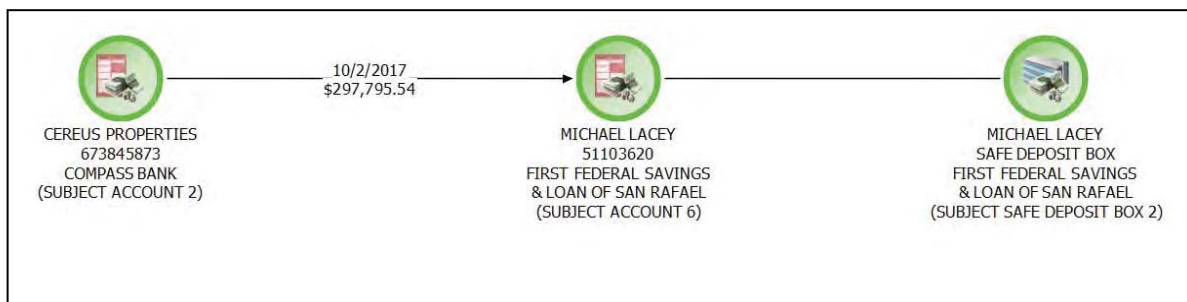 10/2/2017
$297,795.54
CEREUS PROPERTIES
673845873
COMPASS BANK
(SUBJECT ACCOUNT 2)
MICHAEL LACEY
51103620
FIRST FEDERAL SAVINGS
& LOAN OF SAN RAFAEL
(SUBJECT ACCOUNT 6)
MICHAEL LACEY
SAFE DEPOSIT BOX
FIRST FEDERAL SAVINGS
& LOAN OF SAN RAFAEL
(SUBJECT SAFE DEPOSIT BOX 2)